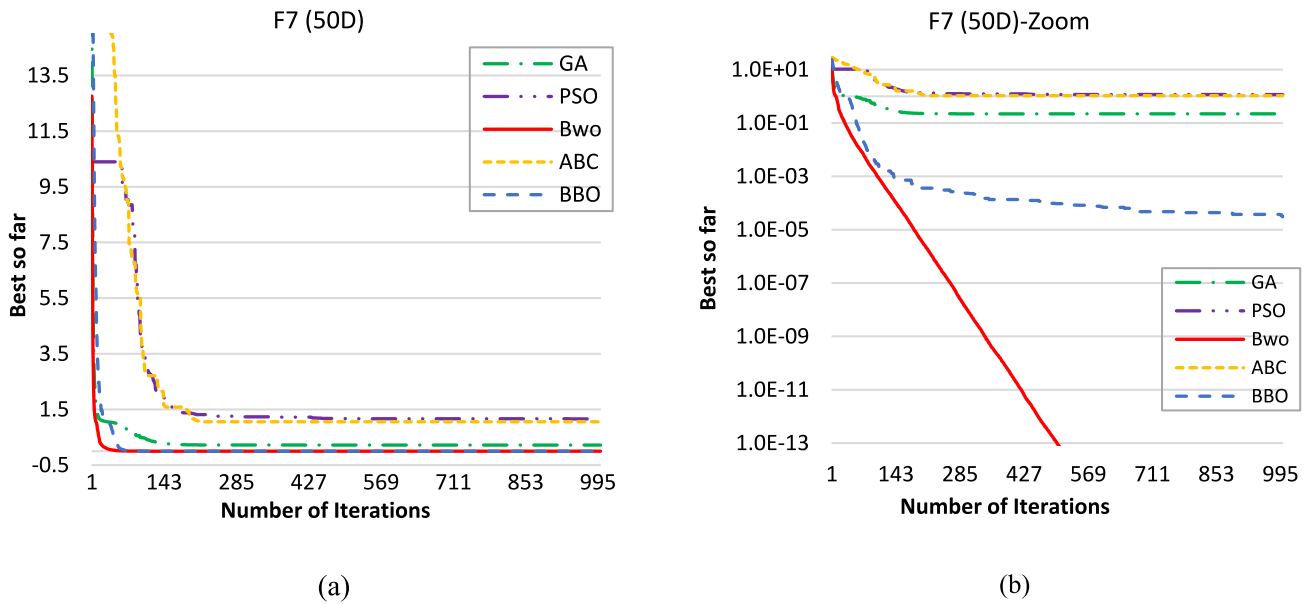 F7 (50D)
13.5
11.5
9.5
7.5
5.5
3.5
1.5
-0.5
Best so far
GA
PSO
Bwo
ABC
BBO
1 143 285 427 569 711 853 995
Number of Iterations
(a)
F7 (50D)-Zoom
1.0E+01
1.0E-01
1.0E-03
1.0E-05
1.0E-07
1.0E-09
1.0E-11
1.0E-13
Best so far
GA
PSO
Bwo
ABC
BBO
1 143 285 427 569 711 853 995
Number of Iterations
(b)